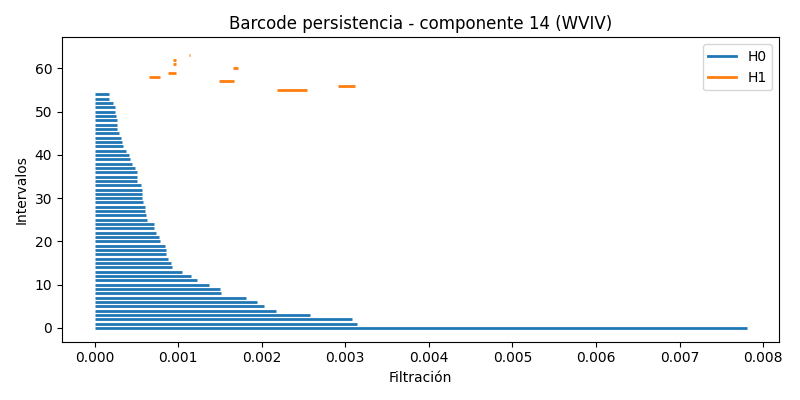 Barcode persistencia - componente 14 (WVIV)
H0
H1
60
50
40
30
20
10
0
Intervalos
0.000 0.001 0.002 0.003 0.004 0.005 0.006 0.007 0.008
Filtración